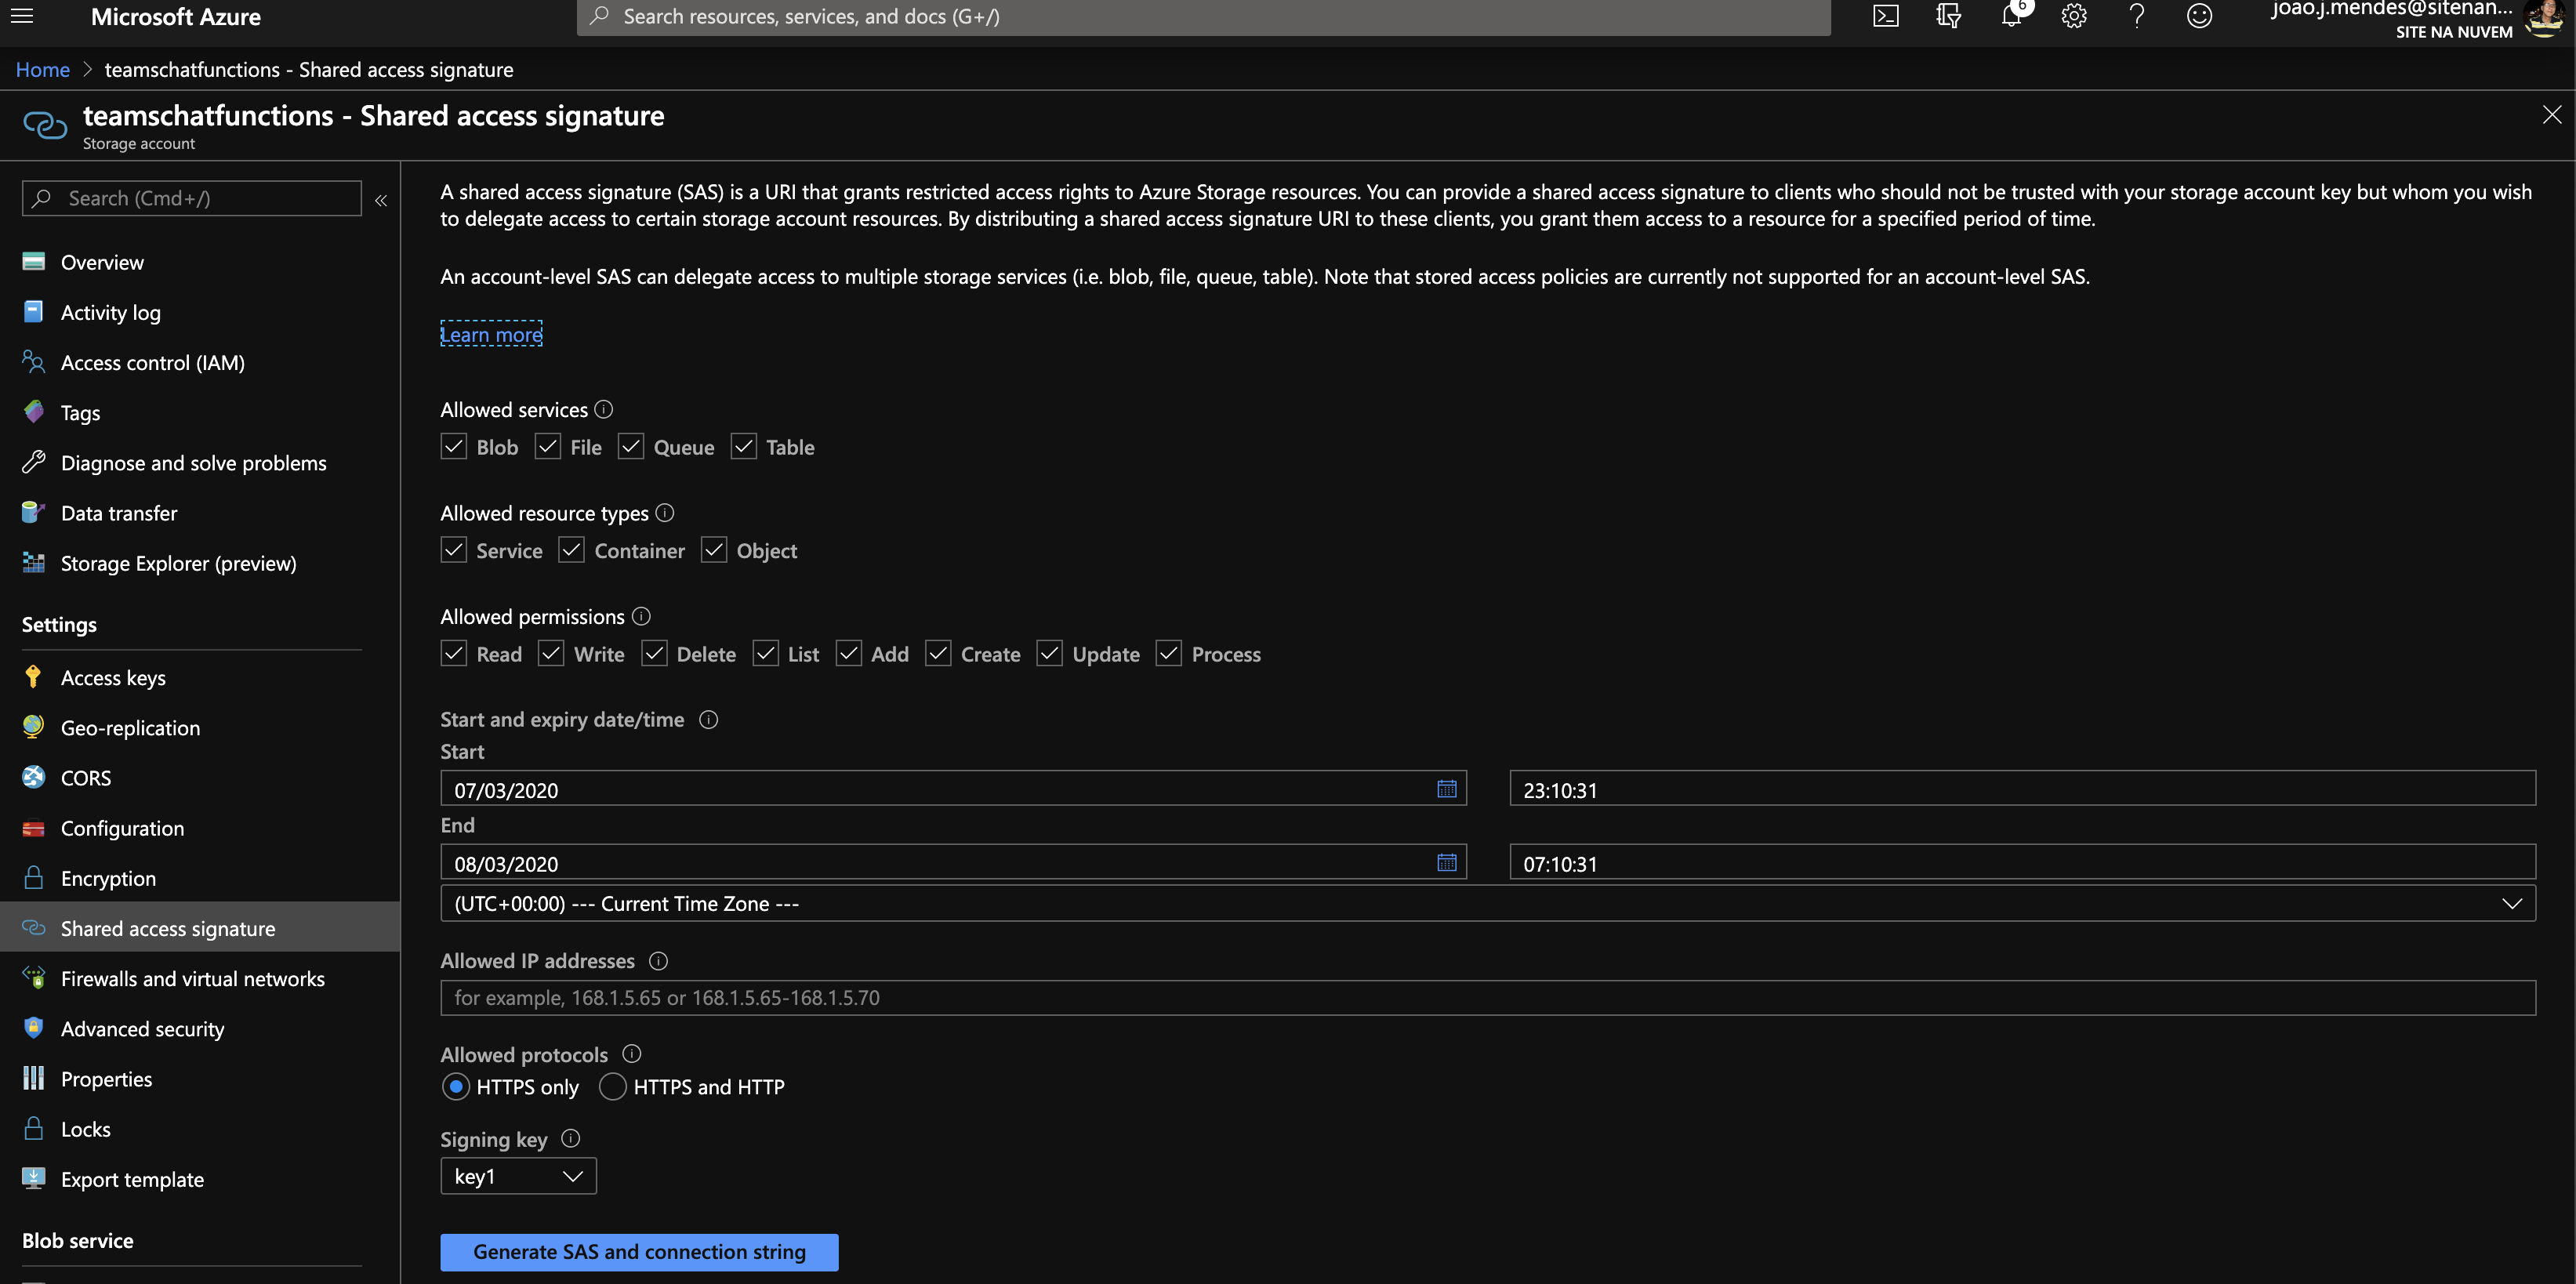 Microsoft Azure
Search resources, services, and docs (G+/)
6
joao.j.mendes@sitenan...
SITE NA NUVEM
Home > teamschatfunctions - Shared access signature
teamschatfunctions - Shared access signature
Storage account
Search (Cmd+/)
«
Overview
Activity log
Access control (IAM)
Tags
Diagnose and solve problems
Data transfer
Storage Explorer (preview)
Settings
Access keys
Geo-replication
CORS
Configuration
Encryption
Shared access signature
Firewalls and virtual networks
Advanced security
Properties
Locks
Export template
Blob service
A shared access signature (SAS) is a URI that grants restricted access rights to Azure Storage resources. You can provide a shared access signature to clients who should not be trusted with your storage account key but whom you wish
to delegate access to certain storage account resources. By distributing a shared access signature URI to these clients, you grant them access to a resource for a specified period of time.
An account-level SAS can delegate access to multiple storage services (i.e. blob, file, queue, table). Note that stored access policies are currently not supported for an account-level SAS.
Learn more
Allowed services
Blob File Queue Table
Allowed resource types
Service Container Object
Allowed permissions
Read Write Delete List Add Create Update Process
Start and expiry date/time
Start
07/03/2020 23:10:31
End
08/03/2020 07:10:31
(UTC+00:00) --- Current Time Zone ---
Allowed IP addresses
for example, 168.1.5.65 or 168.1.5.65-168.1.5.70
Allowed protocols
HTTPS only HTTPS and HTTP
Signing key
key1
Generate SAS and connection string